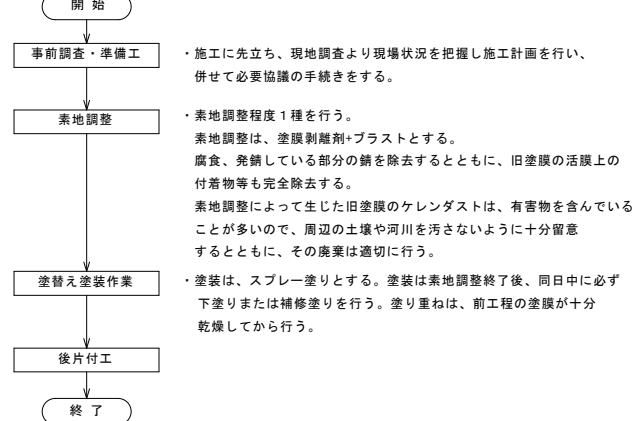 開 始
事前調査・準備工
・施工に先立ち、現地調査より現場状況を把握し施工計画を行い、
併せて必要協議の手続きをする。
素地調整
・素地調整程度１種を行う。
素地調整は、塗膜剥離剤+ブラストとする。
腐食、発錆している部分の錆を除去するとともに、旧塗膜の活膜上の
付着物等も完全除去する。
素地調整によって生じた旧塗膜のケレンダストは、有害物を含んでいる
ことが多いので、周辺の土壌や河川を汚さないように十分留意
するとともに、その廃棄は適切に行う。
塗替え塗装作業
・塗装は、スプレー塗りとする。塗装は素地調整終了後、同日中に必ず
下塗りまたは補修塗りを行う。塗り重ねは、前工程の塗膜が十分
乾燥してから行う。
後片付工
終 了